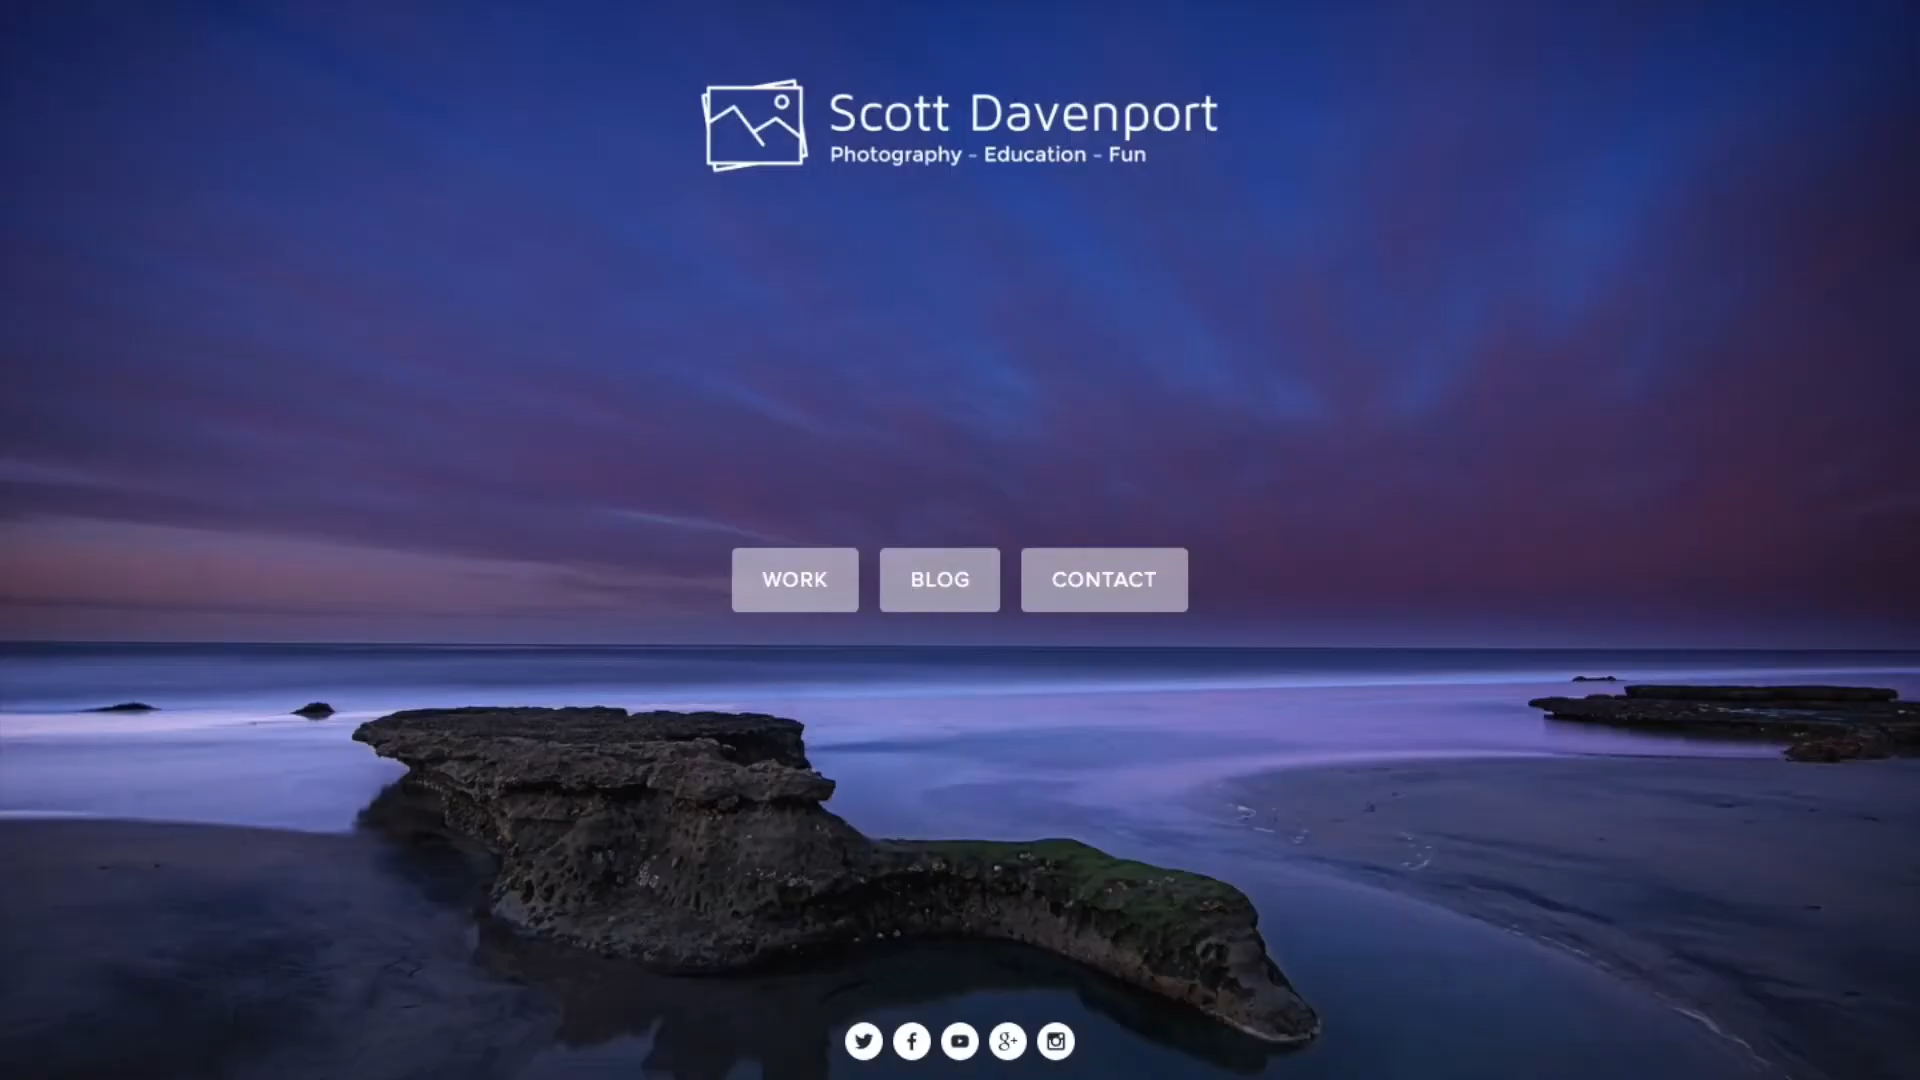 Scott Davenport
Photography - Education - Fun
WORK
BLOG
CONTACT